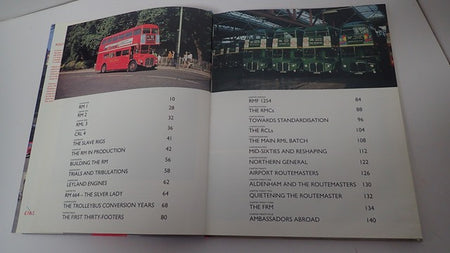 RM 1 10
RM 2 28
RML 3 32
CRL 4 36
THE SLAVE RIGS 41
THE RM IN PRODUCTION 42
BUILDING THE RM 56
TRIALS AND TRIBULATIONS 58
LEYLAND ENGINES 62
RM 664 – THE SILVER LADY 64
THE TROLLEYBUS CONVERSION YEARS 68
THE FIRST THIRTY-FOOTERS 80
RMF 1254 84
THE RMCs 88
TOWARDS STANDARDISATION 96
THE RCLs 104
THE MAIN RML BATCH 108
MID-SIXTIES AND RESHAPING 112
NORTHERN GENERAL 122
AIRPORT ROUTEMASTERS 126
ALDENHAM AND THE ROUTEMASTERS 130
QUIETENING THE ROUTEMASTER 132
THE FRM 134
AMBASSADORS ABROAD 140